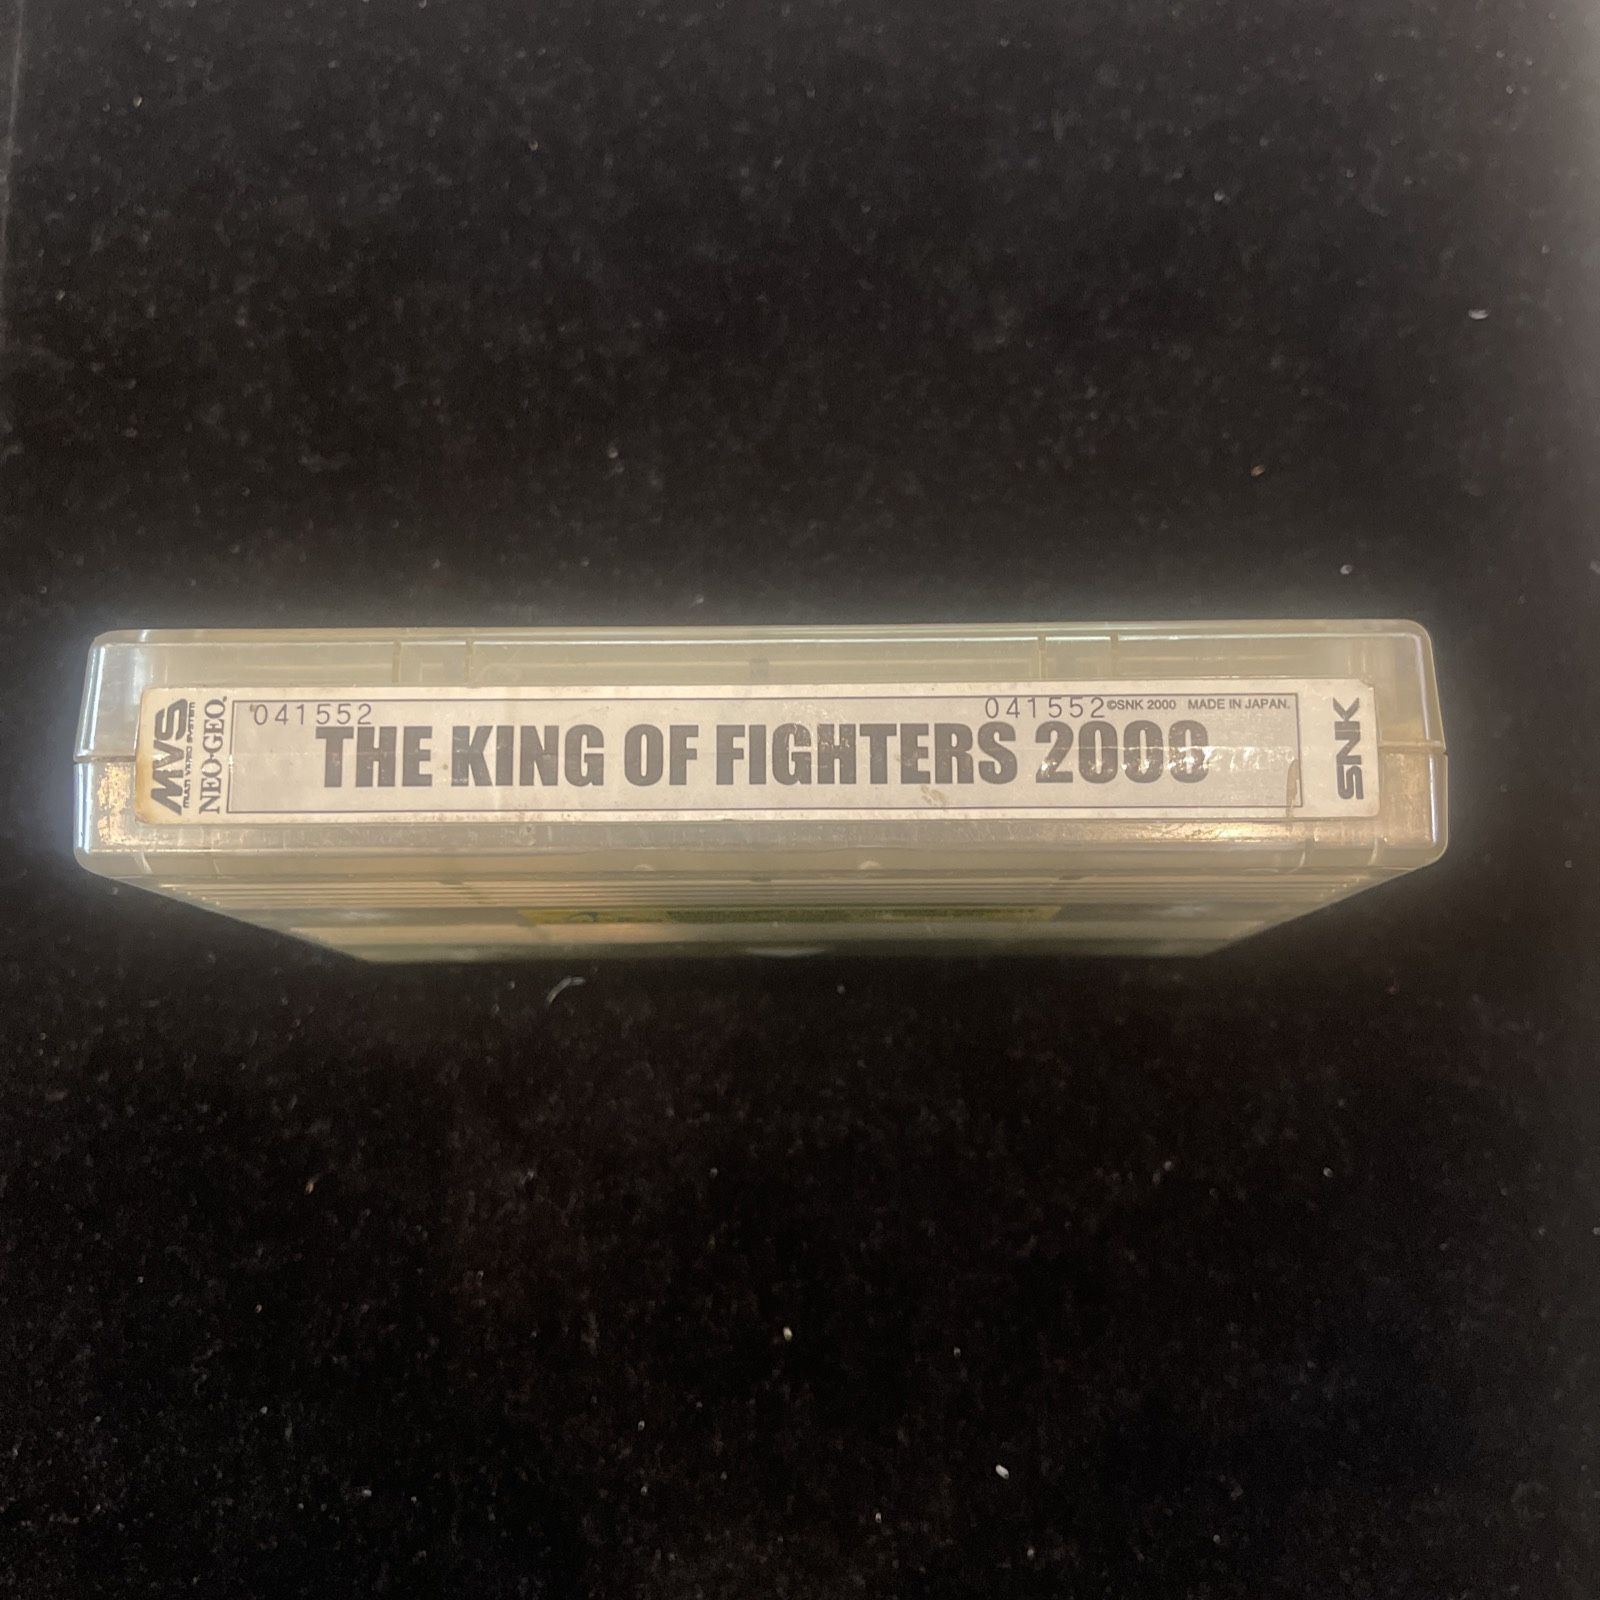 MVS
MULTI VIDEO SYSTEM
NEO·GEO
041552
041552 ©SNK 2000 MADE IN JAPAN.
THE KING OF FIGHTERS 2000
SNK